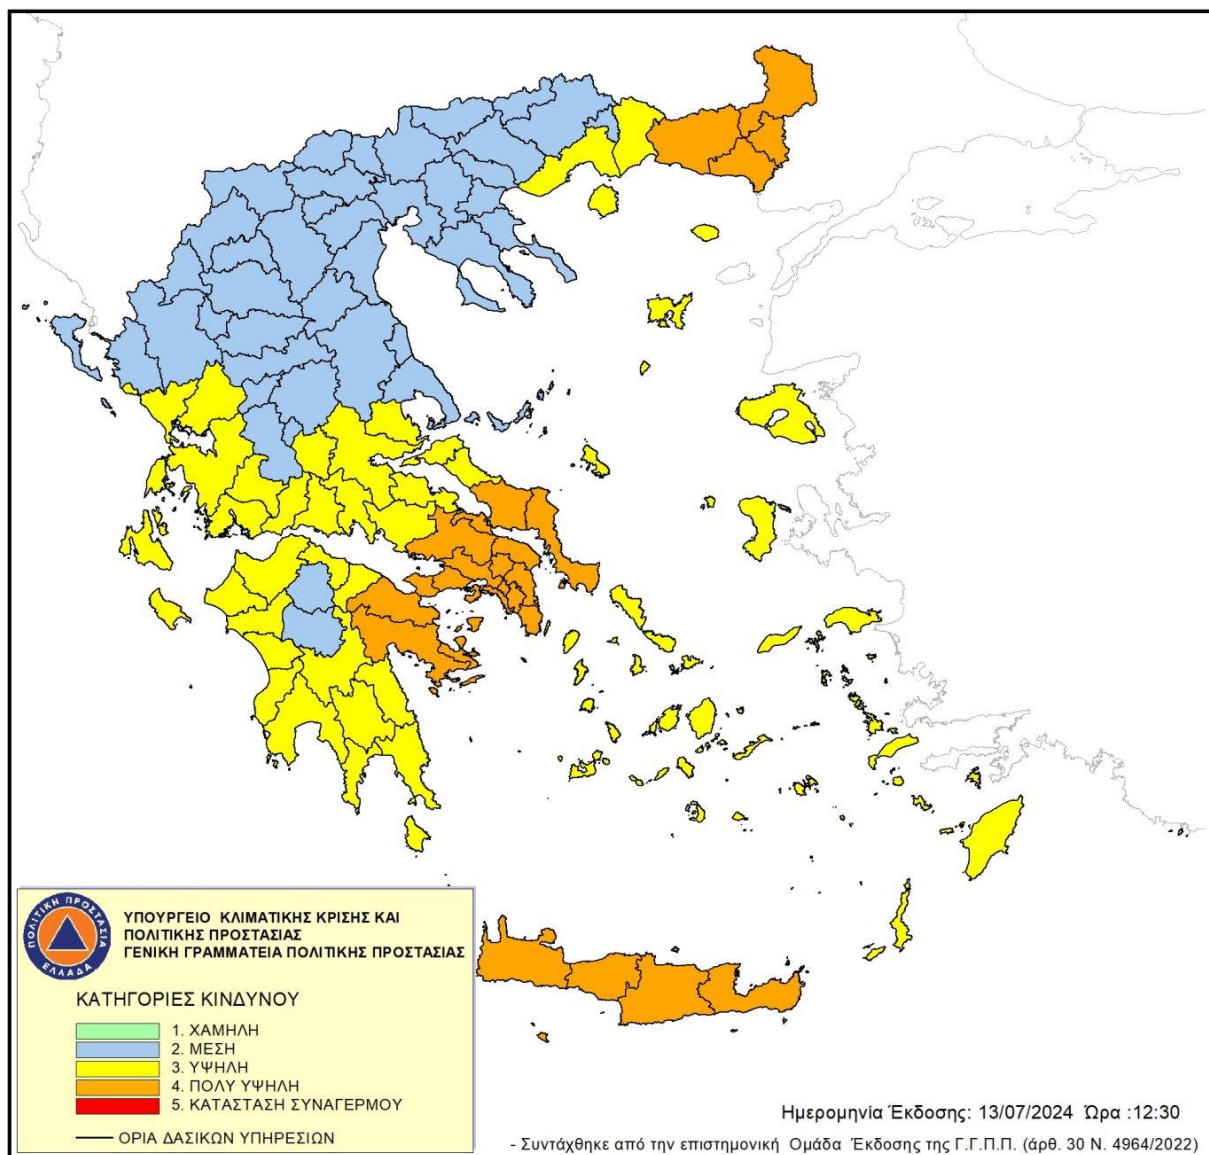 ΠΟΛΙΤΙΚΗ ΠΡΟΣΤΑΣΙΑ
ΕΛΛΑΔΑ
ΥΠΟΥΡΓΕΙΟ ΚΛΙΜΑΤΙΚΗΣ ΚΡΙΣΗΣ ΚΑΙ
ΠΟΛΙΤΙΚΗΣ ΠΡΟΣΤΑΣΙΑΣ
ΓΕΝΙΚΗ ΓΡΑΜΜΑΤΕΙΑ ΠΟΛΙΤΙΚΗΣ ΠΡΟΣΤΑΣΙΑΣ
ΚΑΤΗΓΟΡΙΕΣ ΚΙΝΔΥΝΟΥ
1. ΧΑΜΗΛΗ
2. ΜΕΣΗ
3. ΥΨΗΛΗ
4. ΠΟΛΥ ΥΨΗΛΗ
5. ΚΑΤΑΣΤΑΣΗ ΣΥΝΑΓΕΡΜΟΥ
ΟΡΙΑ ΔΑΣΙΚΩΝ ΥΠΗΡΕΣΙΩΝ
Ημερομηνία Έκδοσης: 13/07/2024 Ώρα :12:30
- Συντάχθηκε από την επιστημονική Ομάδα Έκδοσης της Γ.Γ.Π.Π. (άρθ. 30 Ν. 4964/2022)